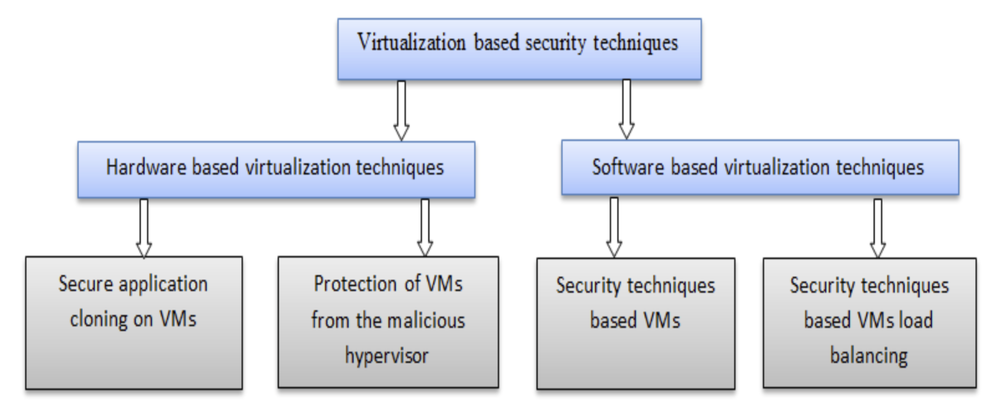 Virtualization based security techniques
Hardware based virtualization techniques
Software based virtualization techniques
Secure application
cloning on VMs
Protection of VMs
from the malicious
hypervisor
Security techniques
based VMs
Security techniques
based VMs load
balancing